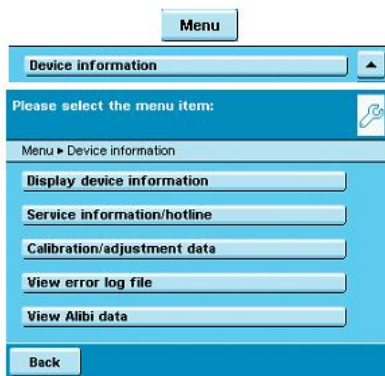 Menu
Device information
Please select the menu item:
Menu ▸ Device information
Display device information
Service information/hotline
Calibration/adjustment data
View error log file
View Alibi data
Back